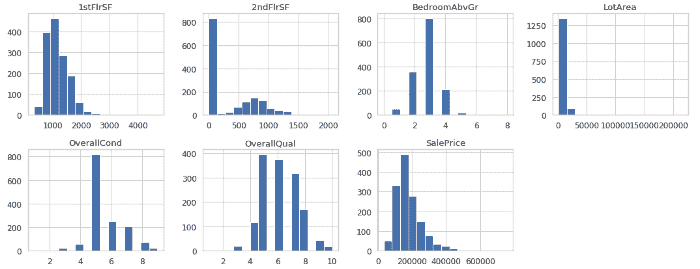 1stFlrSF 2ndFlrSF BedroomAbvGr LotArea
400 800 800 1250
300 600 600 1000
200 400 400 750
100 200 200 500
0 0 0 250
0
1000 2000 3000 4000 0 500 1000 1500 2000 2 4 6 8 0 50000 100000 150000 200000
OverallCond OverallQual SalePrice
800 400 500
600 300 400
400 200 300
200 100 200
0 0 100
0
2 4 6 8 2 4 6 8 10 200000 400000 600000